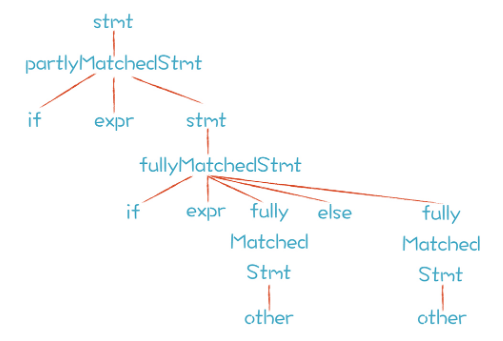 stmt
partlyMatchedStmt
if expr stmt
fullyMatchedStmt
if expr fully else fully
Matched Matched
Stmt Stmt
other other